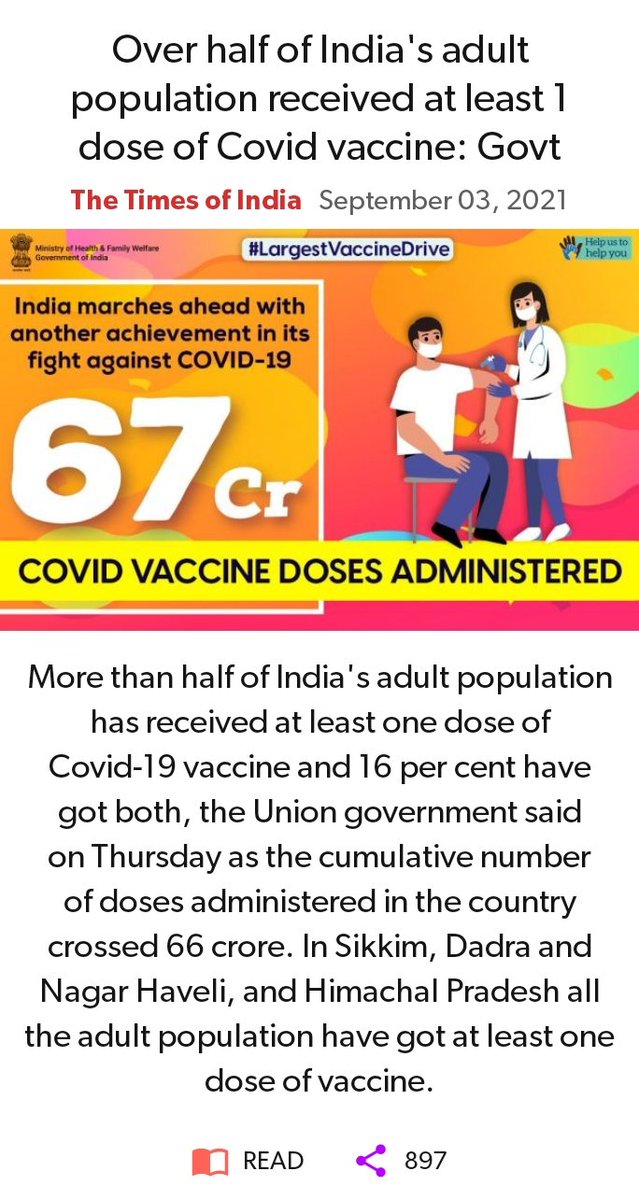 Over half of India's adult
population received at least 1
dose of Covid vaccine: Govt
The Times of India September 03, 2021
Ministry of Health & Family Welfare
Government of India
#LargestVaccineDrive
Help us to
help you
India marches ahead with
another achievement in its
fight against COVID-19
67 Cr
COVID VACCINE DOSES ADMINISTERED
More than half of India's adult population
has received at least one dose of
Covid-19 vaccine and 16 per cent have
got both, the Union government said
on Thursday as the cumulative number
of doses administered in the country
crossed 66 crore. In Sikkim, Dadra and
Nagar Haveli, and Himachal Pradesh all
the adult population have got at least one
dose of vaccine.
READ 897